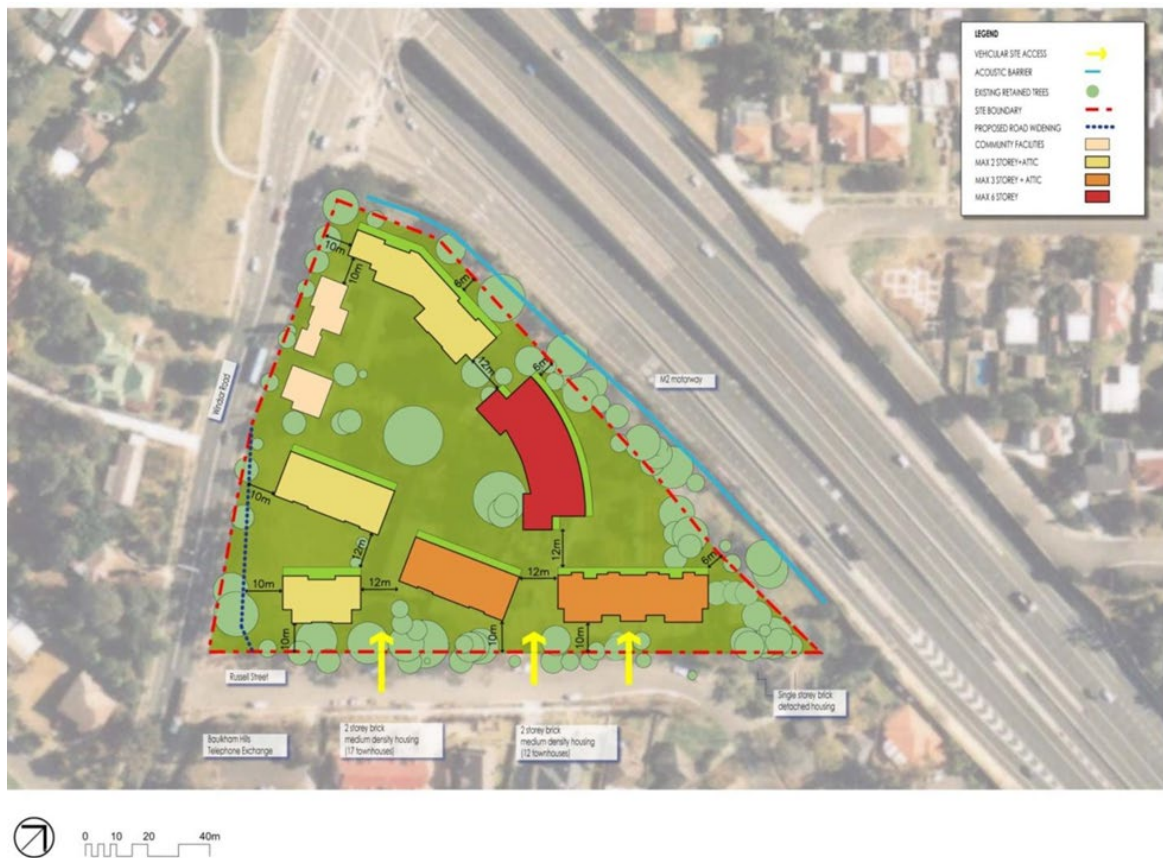 LEGEND
VEHICULAR SITE ACCESS
ACOUSTIC BARRIER
EXISTING RETAINED TREES
SITE BOUNDARY
PROPOSED ROAD WIDENING
COMMUNITY FACILITIES
MAX 2 STOREY+ATTIC
MAX 3 STOREY + ATTIC
MAX 6 STOREY
10m
10m
6m
12m
6m
M2 motorway
Windsor Road
10m
12m
12m
6m
10m
12m
12m
10m
10m
10m
Russell Street
Single storey brick
detached housing
Baulkham Hills
Telephone Exchange
2 storey brick
medium density housing
(17 townhouses)
2 storey brick
medium density housing
(12 townhouses)
0 10 20 40m